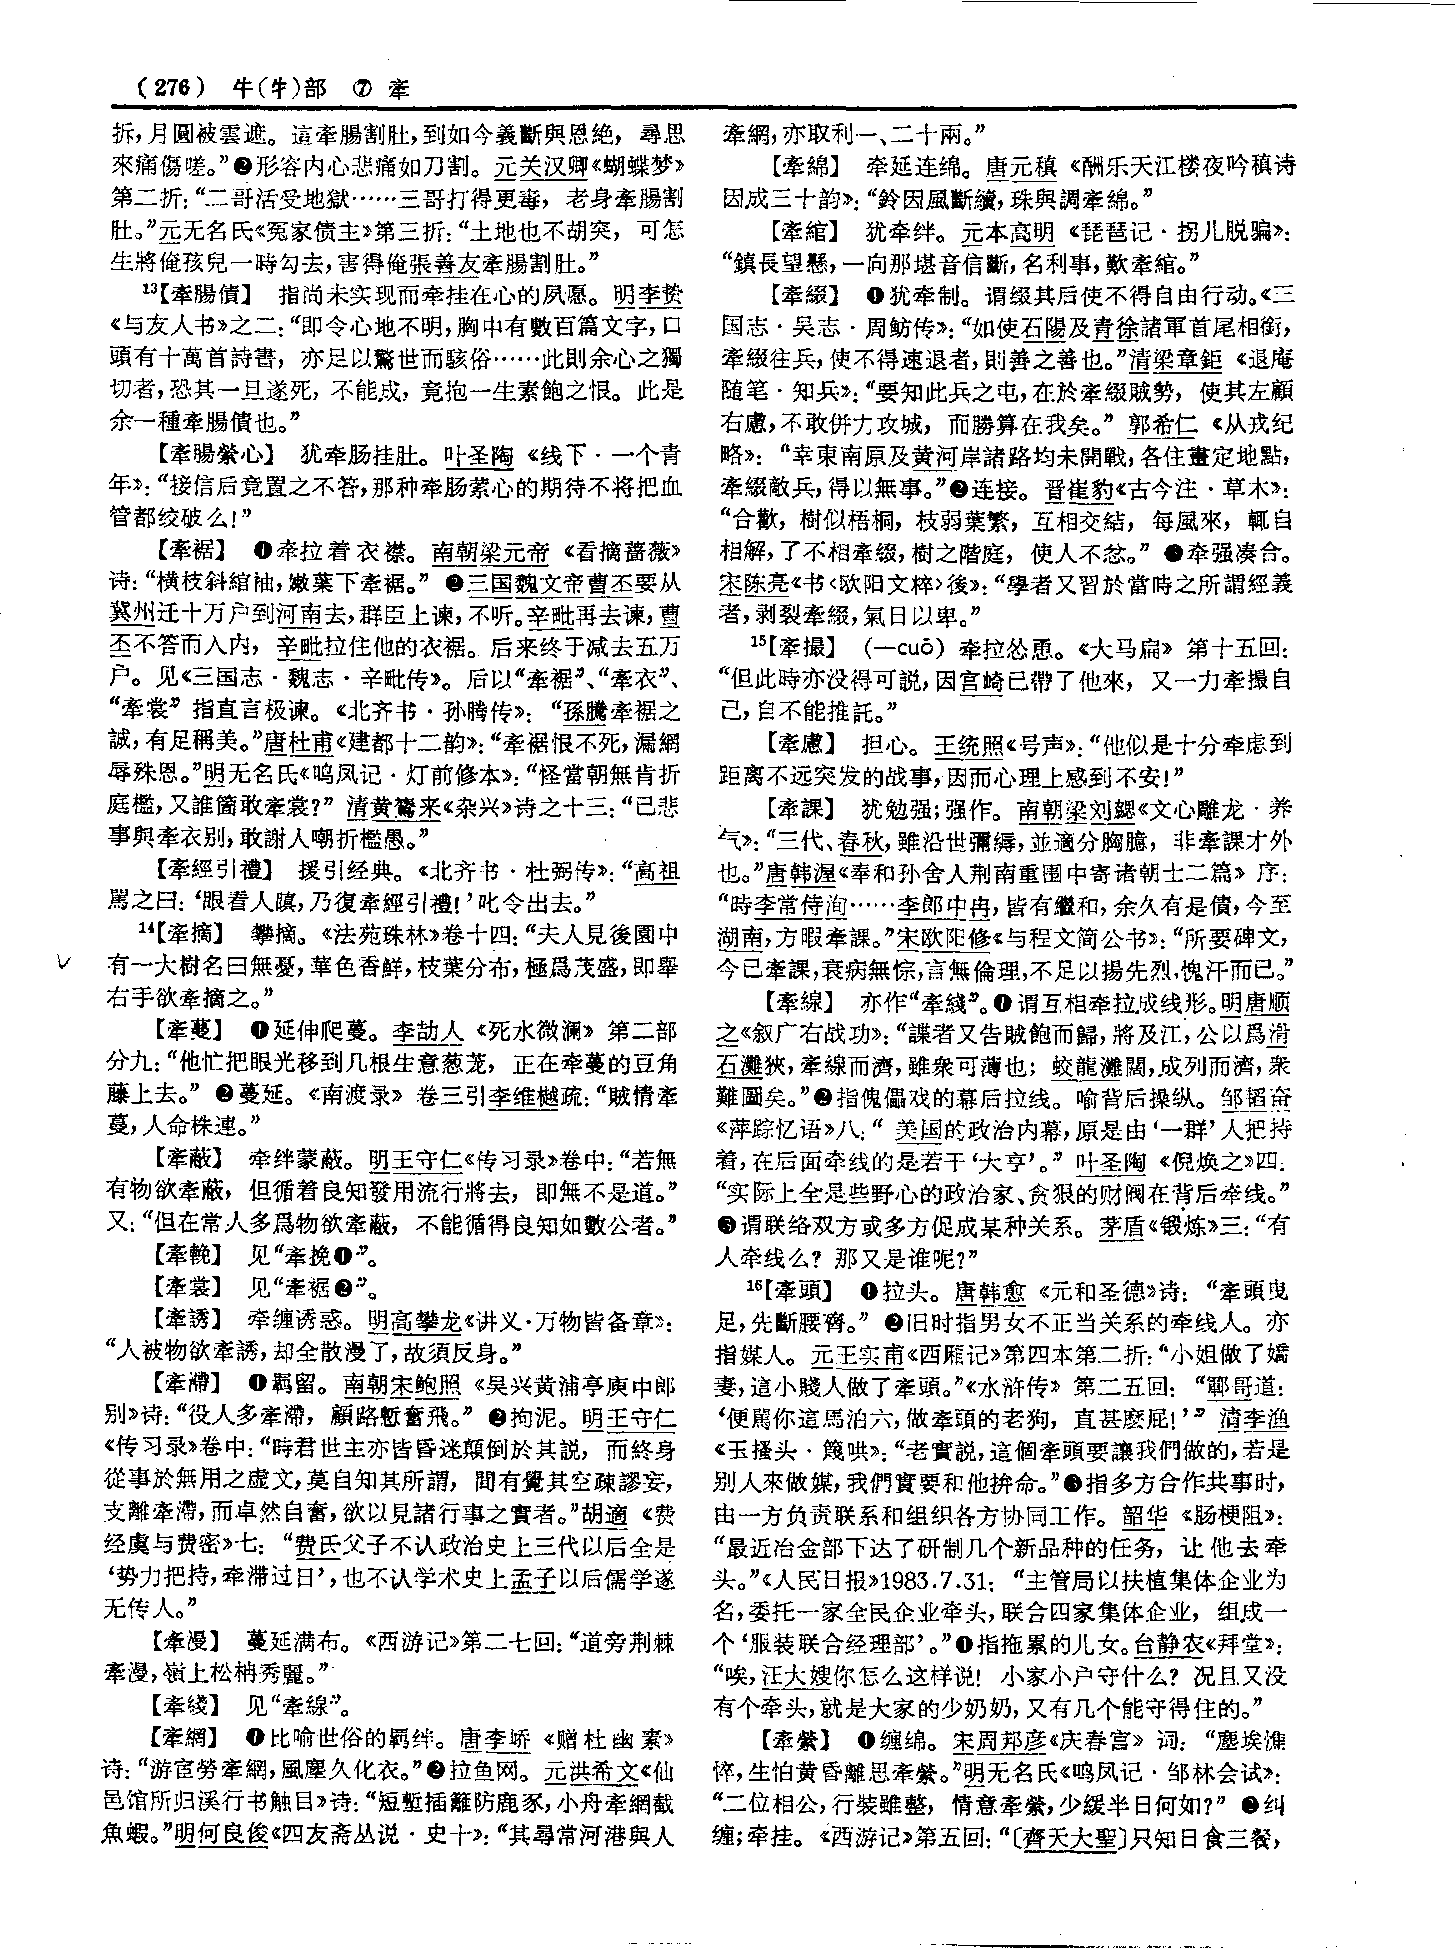 （276） 牛(牜)部 ⑦ 牽
拆，月圓被雲遮。這牽腸割肚，到如今義斷與恩絶，尋思
來痛傷嗟。”❷形容内心悲痛如刀割。元关汉卿《蝴蝶梦》
第二折：“二哥活受地獄……三哥打得更毒，老身牽腸割
肚。”元无名氏《冤家债主》第三折：“土地也不胡突，可怎
生將俺孩兒一時勾去，害得俺張善友牽腸割肚。”
¹³【牽腸債】 指尚未实现而牵挂在心的夙愿。明李贽
《与友人书》之二：“即令心地不明，胸中有數百篇文字，口
頭有十萬首詩書，亦足以驚世而駭俗……此則余心之獨
切者，恐其一旦遂死，不能成，竟抱一生素飽之恨。此是
余一種牽腸債也。”
【牽腸縈心】 犹牵肠挂肚。叶圣陶《线下·一个青
年》：“接信后竟置之不答，那种牵肠萦心的期待不将把血
管都绞破么！”
【牽裾】 ❶牵拉着衣襟。南朝梁元帝《看摘薔薇》
诗：“横枝斜綰袖，嫩葉下牽裾。” ❷三国魏文帝曹丕要从
冀州迁十万户到河南去，群臣上谏，不听。辛毗再去谏，曹
丕不答而入内，辛毗拉住他的衣裾。后来终于减去五万
户。见《三国志·魏志·辛毗传》。后以“牽裾”、“牽衣”、
“牽裳”指直言极谏。《北齐书·孙腾传》：“孫騰牽裾之
誠，有足稱美。”唐杜甫《建都十二韵》：“牽裾恨不死，漏網
辱殊恩。”明无名氏《鸣凤记·灯前修本》：“怪當朝無肯折
庭檻，又誰箇敢牽裳？” 清黄鷟来《杂兴》诗之十三：“已悲
事與牽衣别，敢謝人嘲折檻愚。”
【牽經引禮】 援引经典。《北齐书·杜弼传》：“高祖
駡之曰：‘眼看人瞋，乃復牽經引禮！’叱令出去。”
¹⁴【牽摘】 攀摘。《法苑珠林》卷十四：“夫人見後園中
有一大樹名曰無憂，華色香鮮，枝葉分布，極爲茂盛，即舉
右手欲牽摘之。”
【牽蔓】 ❶延伸爬蔓。李劼人《死水微澜》第二部
分九：“他忙把眼光移到几根生意葱茏，正在牵蔓的豆角
藤上去。” ❷蔓延。《南渡录》卷三引李维樾疏：“賊情牽
蔓，人命株連。”
【牽蔽】 牵绊蒙蔽。明王守仁《传习录》卷中：“若無
有物欲牽蔽，但循着良知發用流行將去，即無不是道。”
又：“但在常人多爲物欲牽蔽，不能循得良知如數公者。”
【牽輓】 见“牽挽❶”。
【牽裳】 见“牽裾❷”。
【牽誘】 牵缠诱惑。明高攀龙《讲义·万物皆备章》：
“人被物欲牽誘，却全散漫了，故須反身。”
【牽滯】 ❶羁留。南朝宋鲍照《吴兴黄浦亭庾中郎
别》诗：“役人多牽滯，顧路慙奮飛。” ❷拘泥。明王守仁
《传习录》卷中：“時君世主亦皆昏迷顛倒於其説，而終身
從事於無用之虚文，莫自知其所謂，間有覺其空疎謬妄，
支離牽滯，而卓然自奮，欲以見諸行事之實者。”胡適《费
经虞与费密》七：“费氏父子不认政治史上三代以后全是
‘势力把持，牵滞过日’，也不认学术史上孟子以后儒学遂
无传人。”
【牽漫】 蔓延满布。《西游记》第二七回：“道旁荆棘
牽漫，嶺上松柟秀麗。”
【牽綫】 见“牽線”。
【牽網】 ❶比喻世俗的羁绊。唐李峤《赠杜幽素》
诗：“游宦勞牽網，風塵久化衣。”❷拉鱼网。元洪希文《仙
邑馆所归溪行书触目》诗：“短塹插籬防鹿豕，小舟牽網截
魚蝦。”明何良俊《四友斋丛说·史十》：“其尋常河港與人
牽網，亦取利一、二十兩。”
【牽綿】 牵延连绵。唐元稹《酬乐天江楼夜吟稹诗
因成三十韵》：“鈴因風斷續，珠與調牽綿。”
【牽綰】 犹牵绊。元本高明《琵琶记·拐儿脱骗》：
“鎮長望懸，一向那堪音信斷，名利事，歎牽綰。”
【牽綴】 ❶犹牵制。谓缀其后使不得自由行动。《三
国志·吴志·周鲂传》：“如使石陽及青徐諸軍首尾相銜，
牽綴往兵，使不得速退者，則善之善也。”清梁章鉅《退庵
随笔·知兵》：“要知此兵之屯，在於牽綴賊勢，使其左顧
右慮，不敢併力攻城，而勝算在我矣。” 郭希仁《从戎纪
略》：“幸東南原及黄河岸諸路均未開戰，各住畫定地點，
牽綴敵兵，得以無事。”❷连接。晋崔豹《古今注·草木》：
“合歡，樹似梧桐，枝弱葉繁，互相交結，每風來，輒自
相解，了不相牽綴，樹之階庭，使人不忿。” ❸牵强凑合。
宋陈亮《书〈欧阳文粹〉後》：“學者又習於當時之所謂經義
者，剥裂牽綴，氣日以卑。”
¹⁵【牽撮】 （—cuō）牵拉怂恿。《大马扁》第十五回：
“但此時亦没得可説，因宫崎已帶了他來，又一力牽撮自
己，自不能推託。”
【牽慮】 担心。王统照《号声》：“他似是十分牵虑到
距离不远突发的战事，因而心理上感到不安！”
【牽課】 犹勉强；强作。南朝梁刘勰《文心雕龙·养
气》：“三代、春秋，雖沿世彌縟，並適分胸臆，非牽課才外
也。”唐韩渥《奉和孙舍人荆南重围中寄诸朝士二篇》序：
“時李常侍洵……李郎中冉，皆有繼和，余久有是債，今至
湖南，方暇牽課。”宋欧阳修《与程文简公书》：“所要碑文，
今已牽課，衰病無悰，言無倫理，不足以揚先烈，愧汗而已。”
【牽線】 亦作“牽綫”。❶谓互相牵拉成线形。明唐顺
之《叙广右战功》：“諜者又告賊飽而歸，將及江，公以爲滑
石灘狹，牽線而濟，雖衆可薄也；蛟龍灘闊，成列而濟，衆
難圖矣。”❷指傀儡戏的幕后拉线。喻背后操纵。邹韬奋
《萍踪忆语》八：“美国的政治内幕，原是由‘一群’人把持
着，在后面牵线的是若干‘大亨’。” 叶圣陶《倪焕之》四：
“实际上全是些野心的政治家、贪狠的财阀在背后牵线。”
❸谓联络双方或多方促成某种关系。茅盾《锻炼》三：“有
人牵线么？那又是谁呢？”
¹⁶【牽頭】 ❶拉头。唐韩愈《元和圣德》诗：“牽頭曳
足，先斷腰膂。” ❷旧时指男女不正当关系的牵线人。亦
指媒人。元王实甫《西厢记》第四本第二折：“小姐做了嬌
妻，這小賤人做了牽頭。”《水浒传》第二五回：“鄆哥道：
‘便駡你這馬泊六，做牽頭的老狗，直甚麽屁！’” 清李渔
《玉搔头·篾哄》：“老實説，這個牽頭要讓我們做的，若是
别人來做媒，我們實要和他拚命。”❸指多方合作共事时，
由一方负责联系和组织各方协同工作。韶华《肠梗阻》：
“最近冶金部下达了研制几个新品种的任务，让他去牵
头。”《人民日报》1983.7.31：“主管局以扶植集体企业为
名，委托一家全民企业牵头，联合四家集体企业，组成一
个‘服装联合经理部’。”❹指拖累的儿女。台静农《拜堂》：
“唉，汪大嫂你怎么这样说！小家小户守什么？况且又没
有个牵头，就是大家的少奶奶，又有几个能守得住的。”
【牽縈】 ❶缠绵。宋周邦彦《庆春宫》词：“塵埃憔
悴，生怕黄昏離思牽縈。”明无名氏《鸣凤记·邹林会试》：
“二位相公，行裝雖整，情意牽縈，少緩半日何如？” ❷纠
缠；牵挂。《西游记》第五回：“〔齊天大聖〕只知日食三餐，